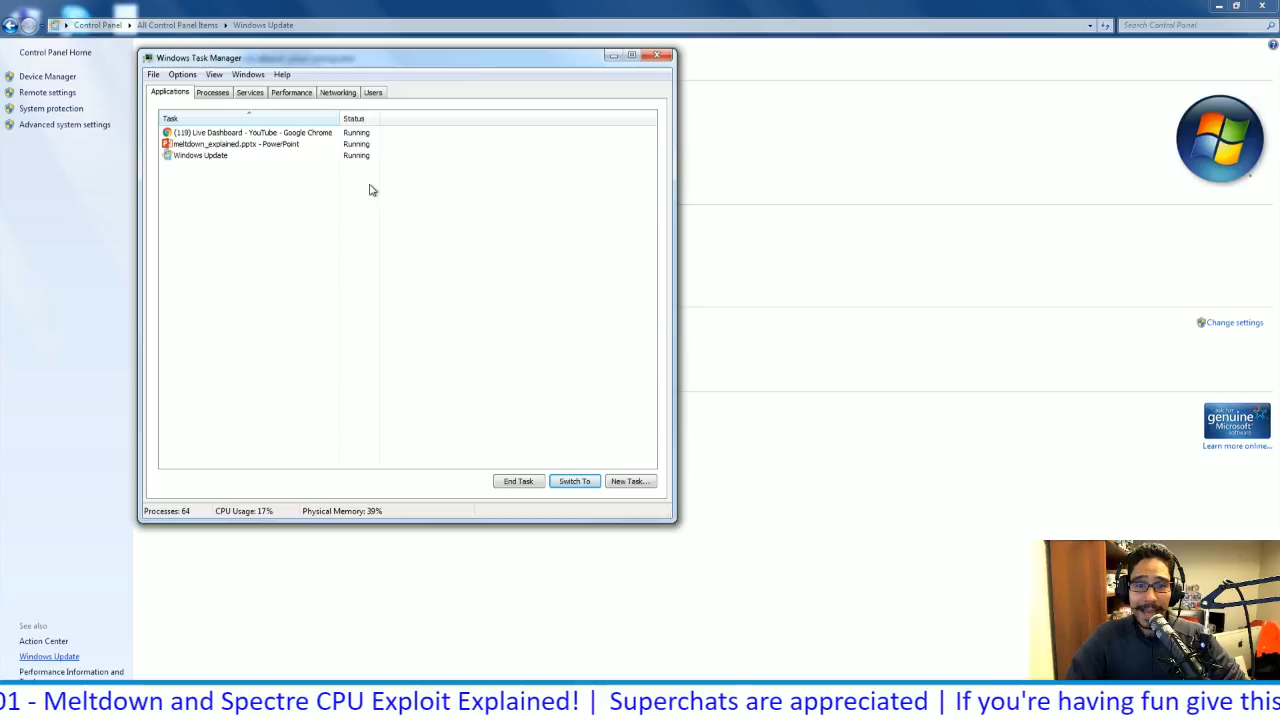 Control Panel
All Control Panel Items
Windows Update
Search Control Panel
Control Panel Home
Device Manager
Remote settings
System protection
Advanced system settings
Windows Task Manager
File Options View Windows Help
Applications Processes Services Performance Networking Users
Task Status
(119) Live Dashboard - YouTube - Google Chrome Running
meltdown_explained.pptx - PowerPoint Running
Windows Update Running
End Task Switch To New Task...
Processes: 64 CPU Usage: 17% Physical Memory: 39%
Change settings
ask for
genuine
Microsoft
software
Learn more online...
See also
Action Center
Windows Update
Performance Information and
01 - Meltdown and Spectre CPU Exploit Explained! | Superchats are appreciated | If you're having fun give this